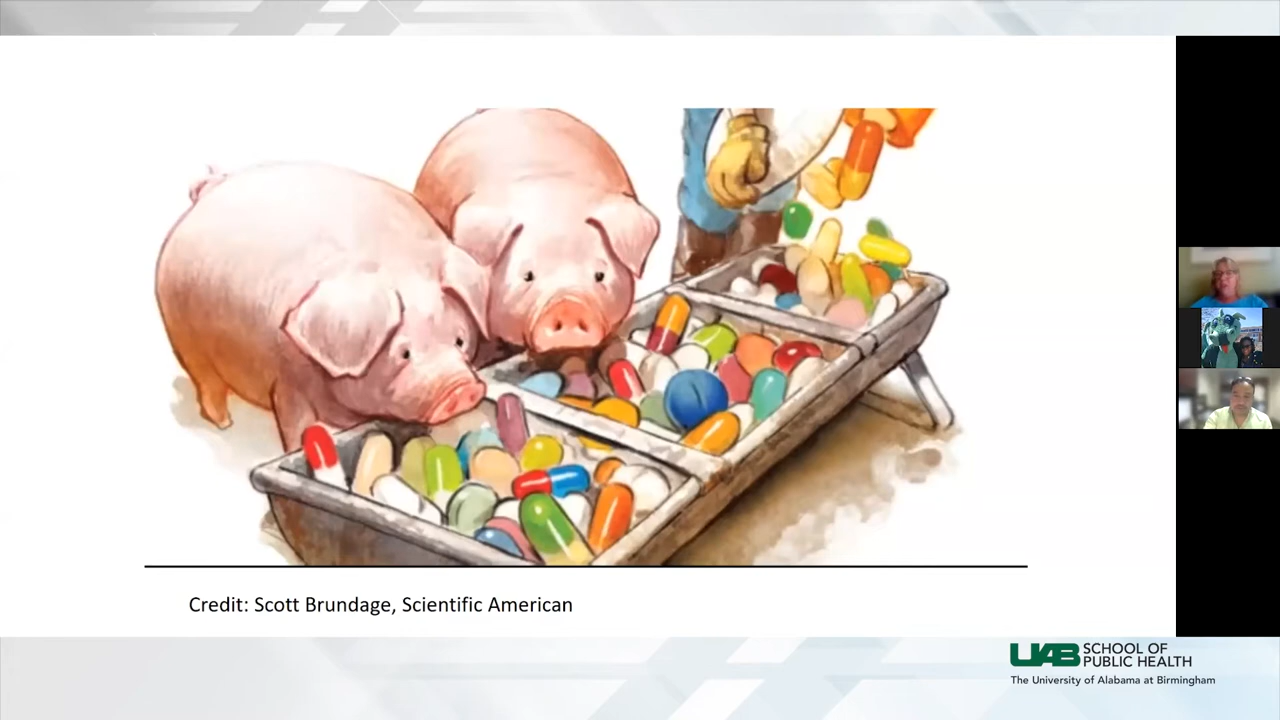 Credit: Scott Brundage, Scientific American
UAB SCHOOL OF
PUBLIC HEALTH
The University of Alabama at Birmingham